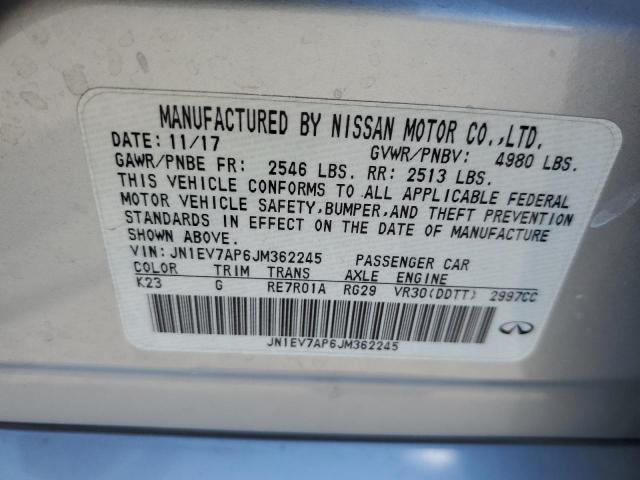 MANUFACTURED BY NISSAN MOTOR CO.,LTD.
DATE: 11/17 GVWR/PNBV: 4980 LBS.
GAWR/PNBE FR: 2546 LBS. RR: 2513 LBS.
THIS VEHICLE CONFORMS TO ALL APPLICABLE FEDERAL
MOTOR VEHICLE SAFETY,BUMPER,AND THEFT PREVENTION
STANDARDS IN EFFECT ON THE DATE OF MANUFACTURE
SHOWN ABOVE.
VIN: JN1EV7AP6JM362245 PASSENGER CAR
COLOR TRIM TRANS AXLE ENGINE
K23 G RE7R01A RG29 VR30(DDTT) 2997CC
JN1EV7AP6JM362245